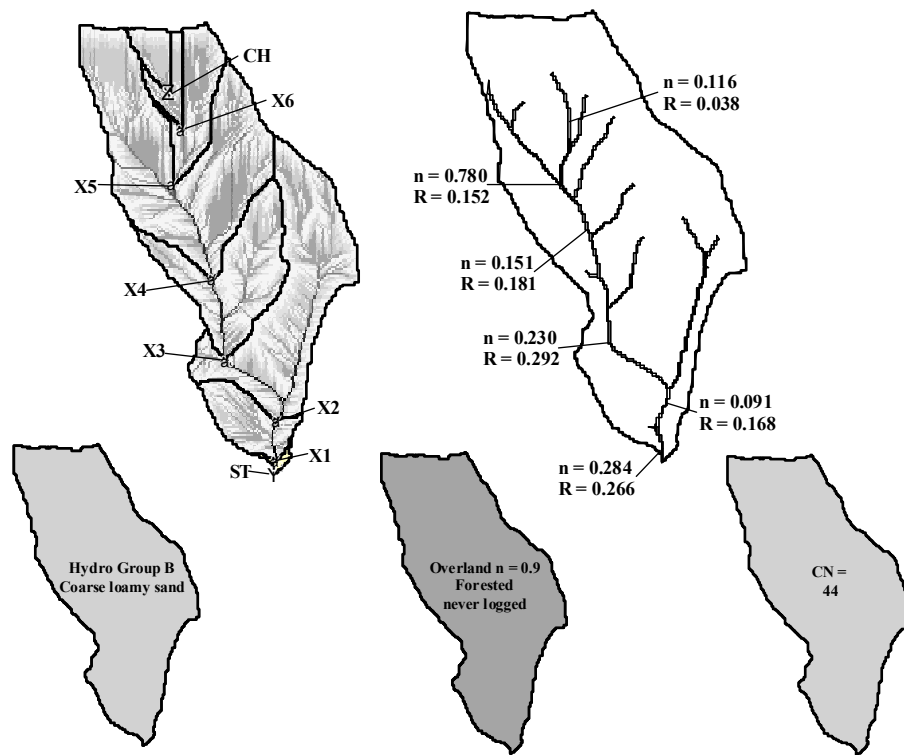 CH
X6
X5
X4
X3
X2
X1
ST
n = 0.116
R = 0.038
n = 0.780
R = 0.152
n = 0.151
R = 0.181
n = 0.230
R = 0.292
n = 0.091
R = 0.168
n = 0.284
R = 0.266
Hydro Group B
Coarse loamy sand
Overland n = 0.9
Forested
never logged
CN =
44